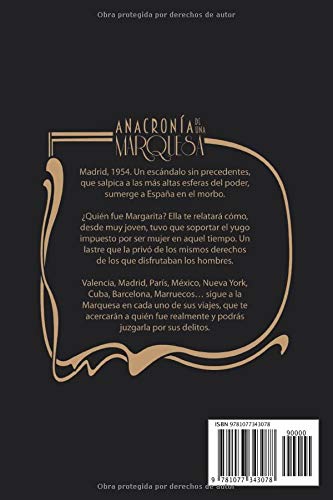 Obra protegida por derechos de autor
ANACRONÍA DE UNA
MARQUESA
Madrid, 1954. Un escándalo sin precedentes,
que salpica a las más altas esferas del poder,
sumerge a España en el morbo.
¿Quién fue Margarita? Ella te relatará cómo,
desde muy joven, tuvo que soportar el yugo
impuesto por ser mujer en aquel tiempo. Un
lastre que la privó de los mismos derechos
de los que disfrutaban los hombres.
Valencia, Madrid, París, México, Nueva York,
Cuba, Barcelona, Marruecos... sigue a la
Marquesa en cada uno de sus viajes, que te
acercarán a quién fue realmente y podrás
juzgarla por sus delitos.
ISBN 9781077343078
90000
9 781077 343078
Obra protegida por derechos de autor